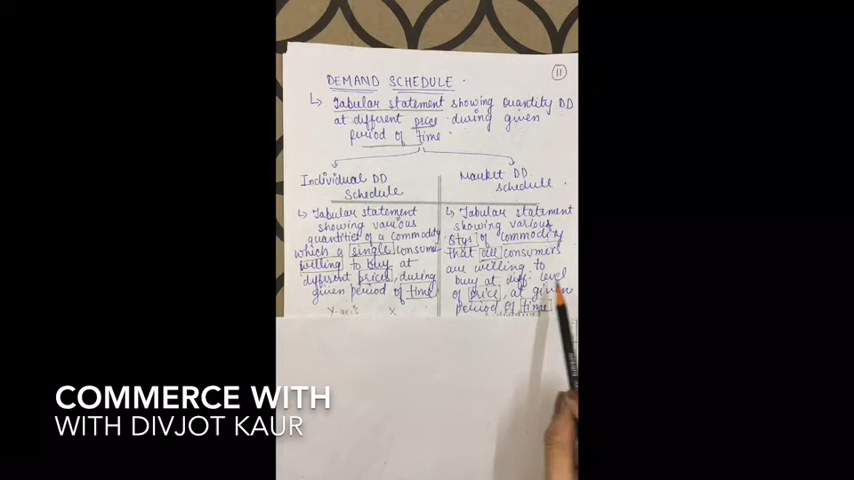 11
DEMAND SCHEDULE.
↳ Tabular statement showing Quantity DD
at different price during given
period of time.
Individual DD
Schedule
↳ Tabular statement
showing various
quantities of a commodity
which a single consumer
willing to buy at
different prices, during
given period of time
Y-axis X
Market DD
schedule.
↳ Tabular statement
showing various
Qtys of commodity
that all consumers
are willing to
buy at diff. level
of price, at given
period of time
COMMERCE WITH
WITH DIVJOT KAUR